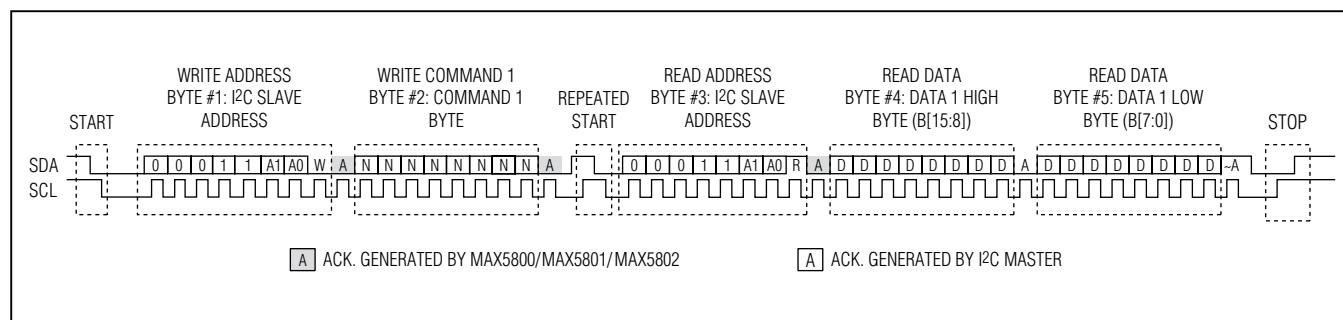 WRITE ADDRESS
BYTE #1: I2C SLAVE
ADDRESS
WRITE COMMAND 1
BYTE #2: COMMAND 1
BYTE
READ ADDRESS
BYTE #3: I2C SLAVE
ADDRESS
READ DATA
BYTE #4: DATA 1 HIGH
BYTE (B[15:8])
READ DATA
BYTE #5: DATA 1 LOW
BYTE (B[7:0])
START
REPEATED
START
STOP
SDA 0 0 0 1 1 A1 A0 W A N N N N N N N N A 0 0 0 1 1 A1 A0 R A D D D D D D D D A D D D D D D D D ~A
SCL
A ACK. GENERATED BY MAX5800/MAX5801/MAX5802
A ACK. GENERATED BY I2C MASTER